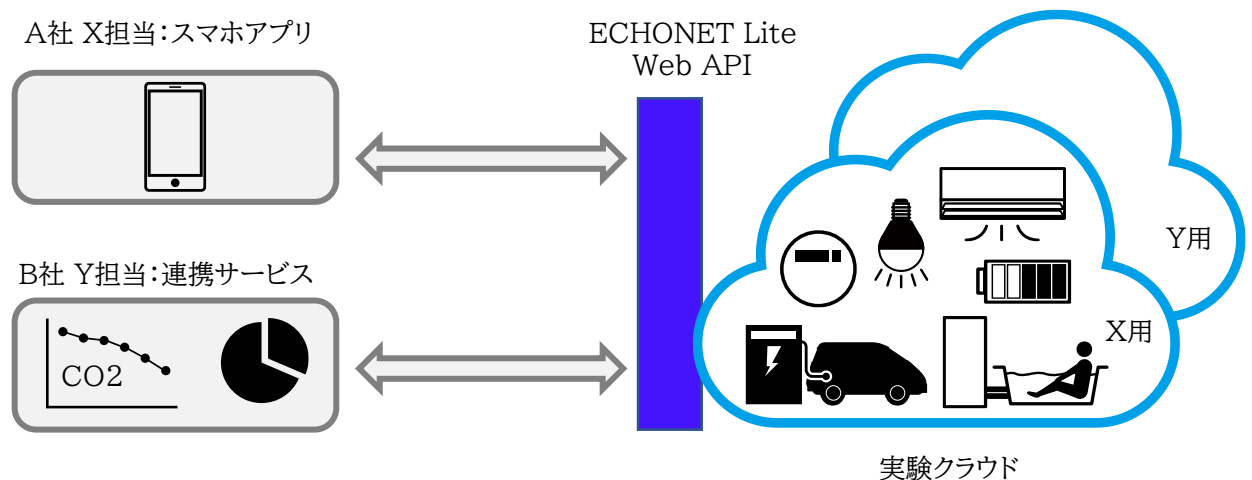 A社 X担当：スマホアプリ
ECHONET Lite
Web API
Y用
B社 Y担当：連携サービス
X用
CO2
実験クラウド